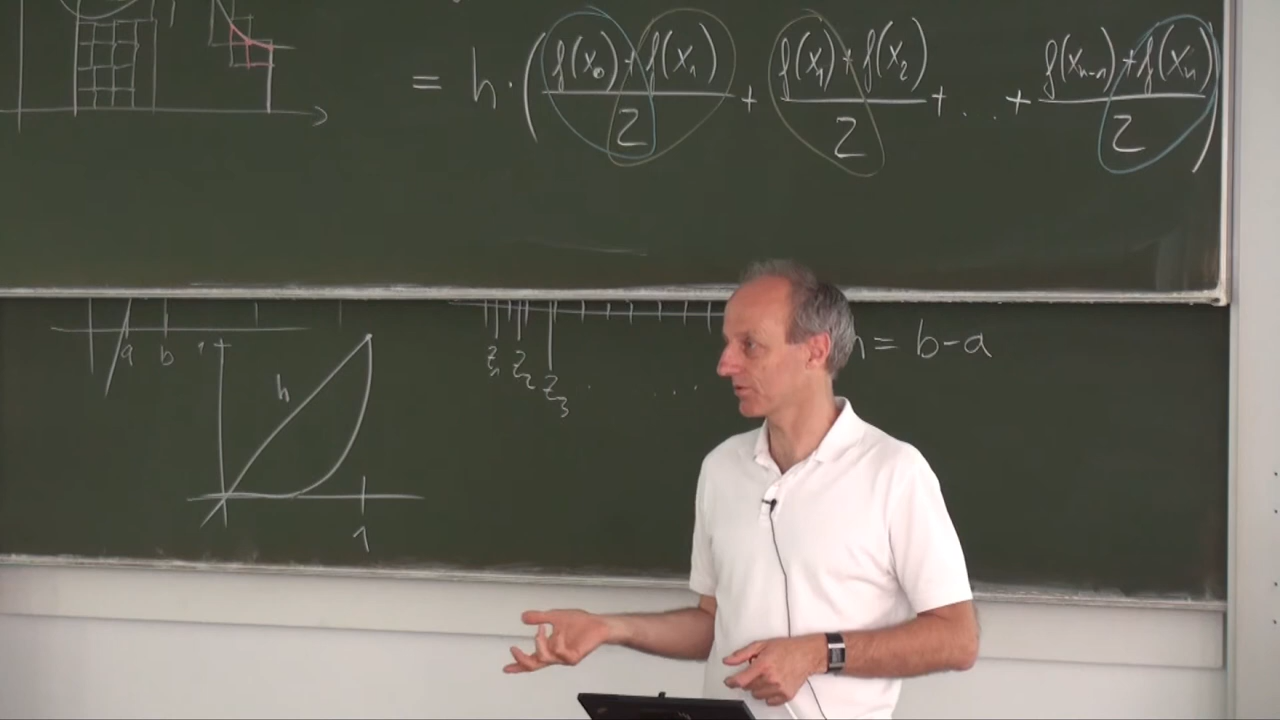 = h · ( f(x₀) + f(x₁) / 2 + f(x₁) + f(x₂) / 2 + . . . + f(xₙ₋₁) + f(xₙ) / 2 )
a b
1
h
1
z₁ z₂ z₃ . . . .
n = b-a